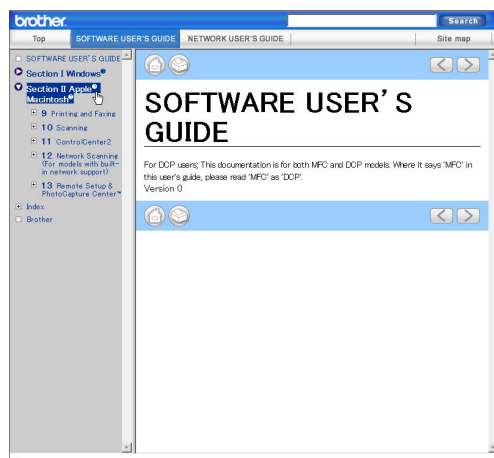 brother.
Search
Top
SOFTWARE USER'S GUIDE
NETWORK USER'S GUIDE
Site map
SOFTWARE USER'S GUIDE
Section I Windows®
Section II Apple®
Macintosh®
9 Printing and Faxing
10 Scanning
11 ControlCenter2
12 Network Scanning
(For models with built-
in network support)
13 Remote Setup &
PhotoCapture Center™
Index
Brother
SOFTWARE USER'S
GUIDE
For DCP users; This documentation is for both MFC and DCP models. Where it says 'MFC' in
this user's guide, please read 'MFC' as 'DCP'.
Version 0